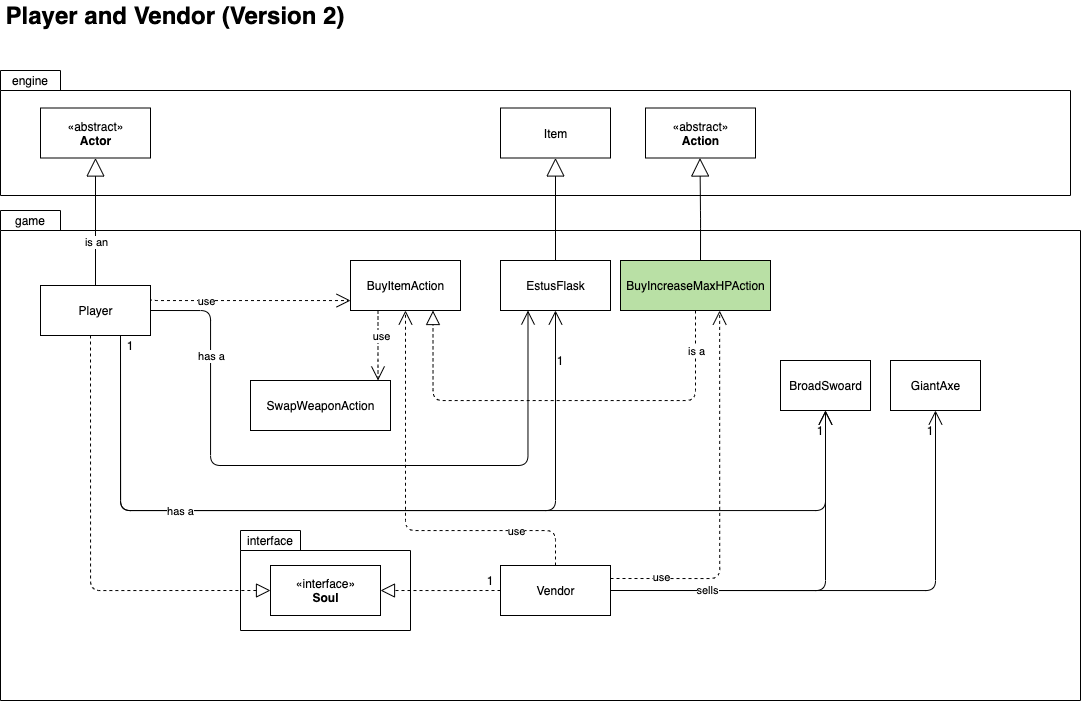 Player and Vendor (Version 2)
engine
«abstract»
Actor
Item
«abstract»
Action
game
is an
Player
use
BuyItemAction
EstusFlask
BuyIncreaseMaxHPAction
1
has a
use
1
is a
SwapWeaponAction
BroadSwoard
GiantAxe
1
1
has a
use
interface
«interface»
Soul
1
Vendor
use
sells